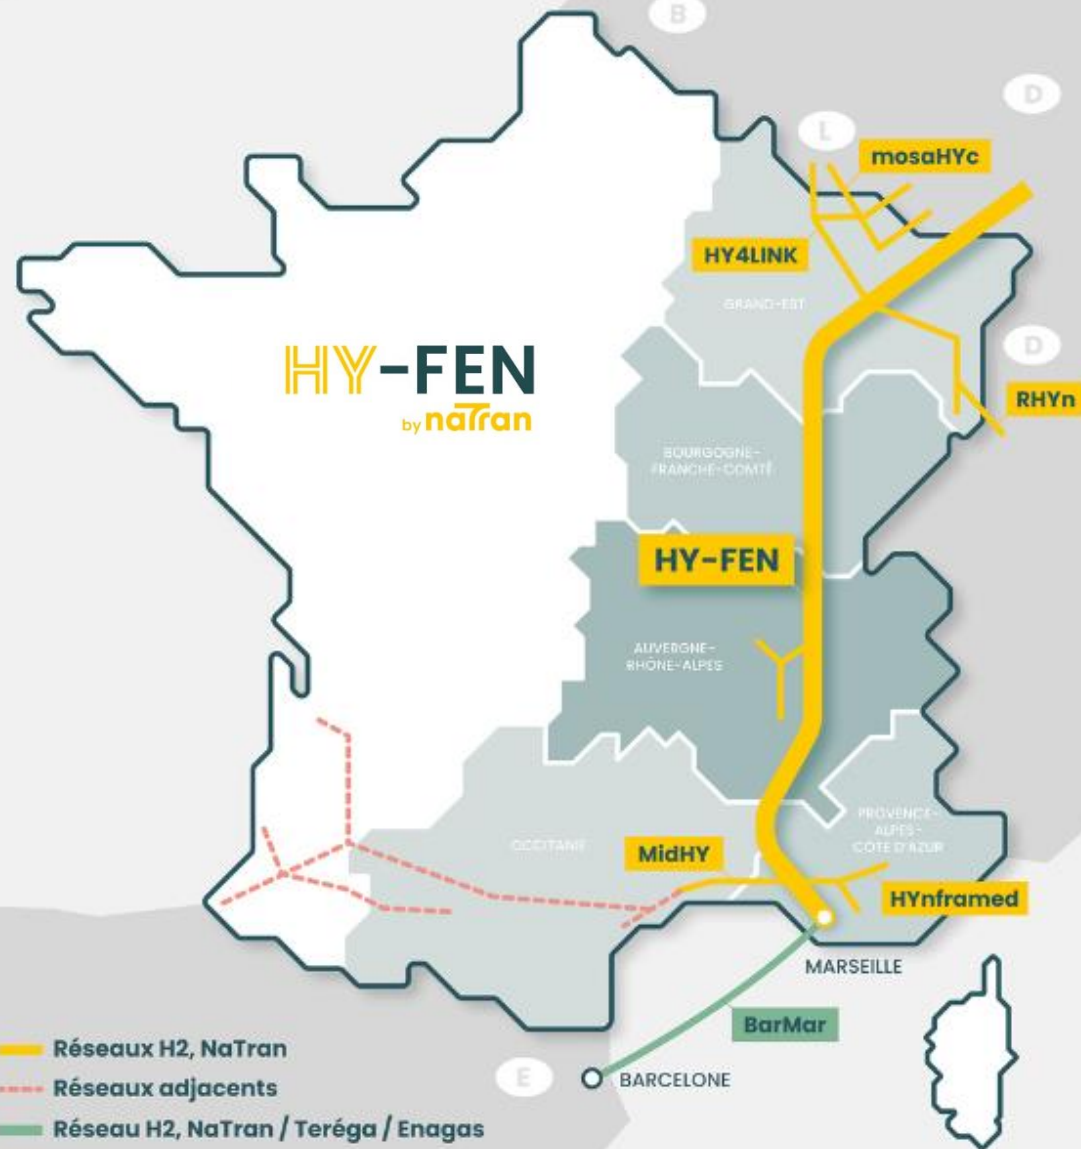 B
D
L
mosaHYc
HY4LINK
GRAND-EST
HY-FEN
by naTran
D
RHYn
BOURGOGNE-
FRANCHE-COMTÉ
HY-FEN
AUVERGNE-
RHÔNE-ALPES
PROVENCE-
ALPES-
CÔTE D'AZUR
OCCITANIE
MidHY
HYnframed
MARSEILLE
BarMar
E
BARCELONE
Réseaux H2, NaTran
Réseaux adjacents
Réseau H2, NaTran / Teréga / Enagas